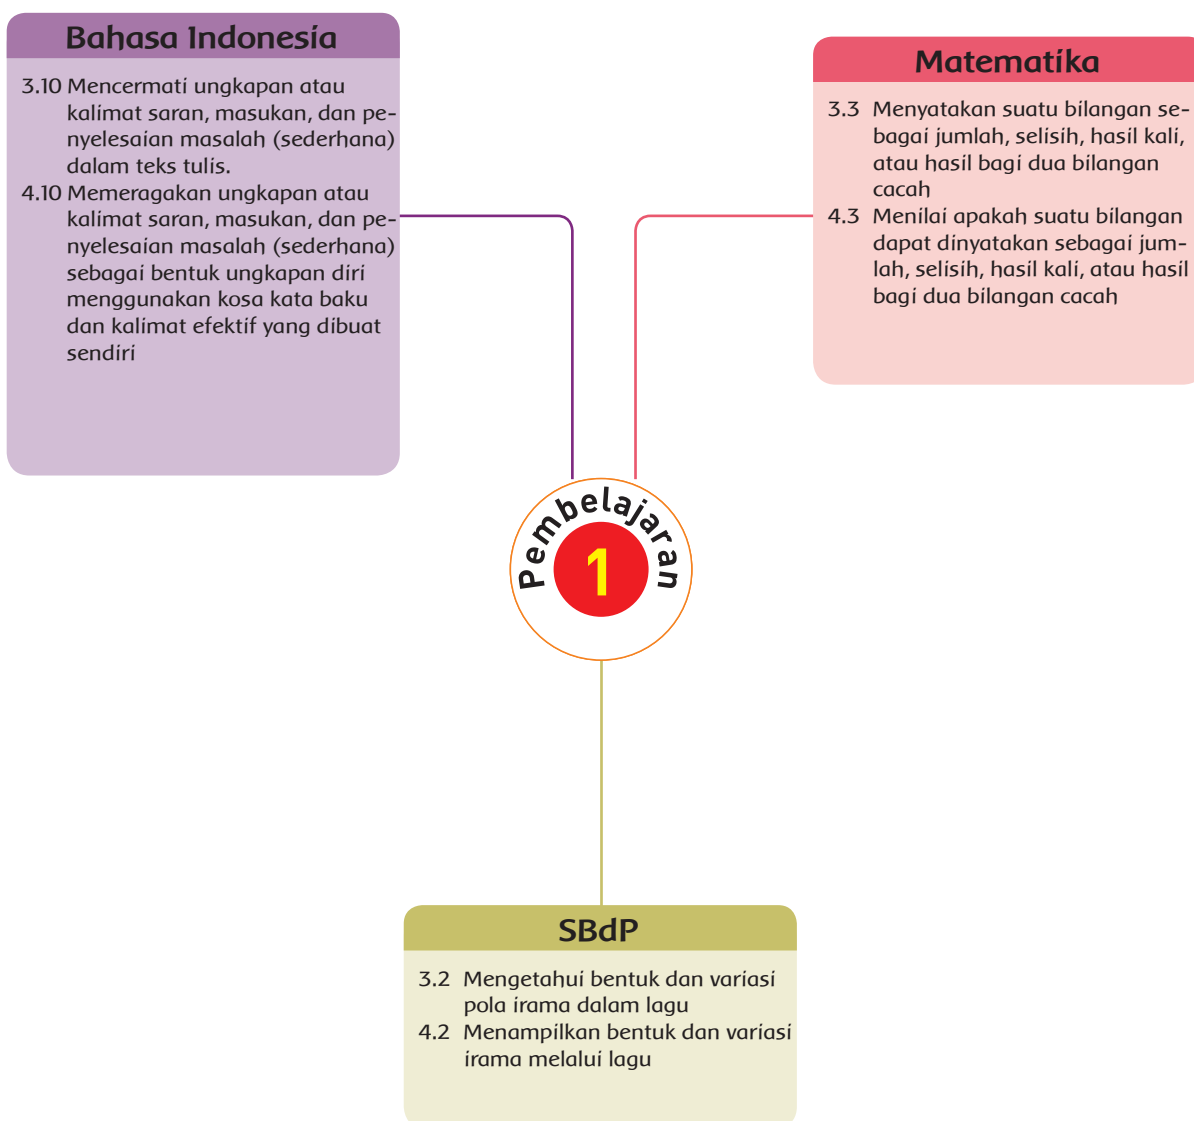 Bahasa Indonesia
3.10 Mencermati ungkapan atau
kalimat saran, masukan, dan pe-
nyelesaian masalah (sederhana)
dalam teks tulis.
4.10 Memeragakan ungkapan atau
kalimat saran, masukan, dan pe-
nyelesaian masalah (sederhana)
sebagai bentuk ungkapan diri
menggunakan kosa kata baku
dan kalimat efektif yang dibuat
sendiri
Matematika
3.3 Menyatakan suatu bilangan se-
bagai jumlah, selisih, hasil kali,
atau hasil bagi dua bilangan
cacah
4.3 Menilai apakah suatu bilangan
dapat dinyatakan sebagai jum-
lah, selisih, hasil kali, atau hasil
bagi dua bilangan cacah
Pembelajaran
1
SBdP
3.2 Mengetahui bentuk dan variasi
pola irama dalam lagu
4.2 Menampilkan bentuk dan variasi
irama melalui lagu